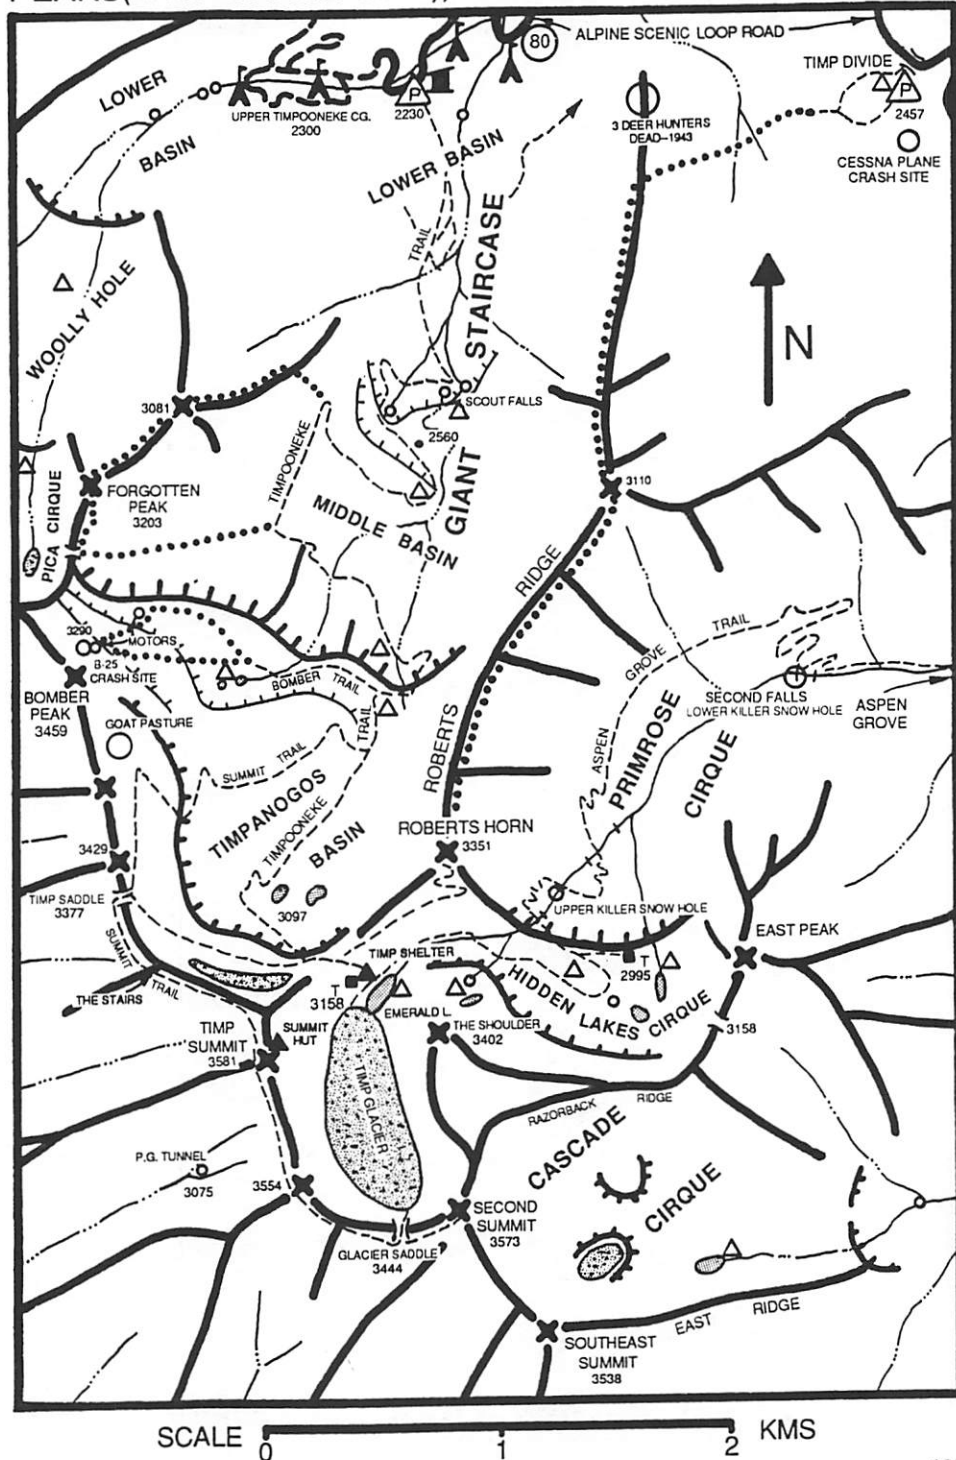 80
ALPINE SCENIC LOOP ROAD
TIMP DIVIDE
P
2457
CESSNA PLANE
CRASH SITE
3 DEER HUNTERS
DEAD-1943
LOWER
BASIN
UPPER TIMPOONEKE CG.
2300
P
2230
LOWER BASIN
TRAIL
GIANT STAIRCASE
WOOLLY HOLE
N
SCOUT FALLS
2560
3081
TIMPOONEKE
MIDDLE BASIN
FORGOTTEN
PEAK
3203
PICA CIRQUE
3110
RIDGE
ROBERTS
3290
MOTORS
B-25
CRASH SITE
BOMBER TRAIL
TRAIL
BOMBER
PEAK
3459
GOAT PASTURE
SUMMIT TRAIL
TIMPANOGOS
BASIN
TIMPOONEKE
3097
ASPEN GROVE TRAIL
SECOND FALLS
LOWER KILLER SNOW HOLE
ASPEN
GROVE
PRIMROSE
CIRQUE
ROBERTS HORN
3351
3429
TIMP SADDLE
3377
SUMMIT TRAIL
THE STAIRS
UPPER KILLER SNOW HOLE
EAST PEAK
TIMP SHELTER
T
3158
EMERALD L.
T
2995
HIDDEN LAKES CIRQUE
3158
THE SHOULDER
3402
TIMP
SUMMIT
3581
SUMMIT
HUT
TIMP GLACIER
RAZORBACK RIDGE
CASCADE
CIRQUE
P.G. TUNNEL
3075
3554
SECOND
SUMMIT
3573
GLACIER SADDLE
3444
EAST RIDGE
SOUTHEAST
SUMMIT
3538
SCALE 0 1 2 KMS